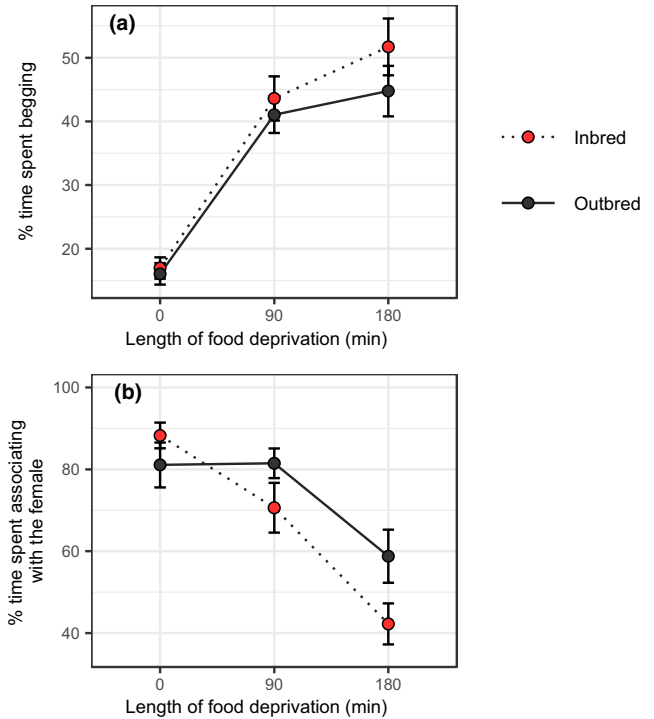 (a)
50
40
30
20
% time spent begging
0 90 180
Length of food deprivation (min)
Inbred
Outbred
(b)
100
80
60
40
% time spent associating
with the female
0 90 180
Length of food deprivation (min)